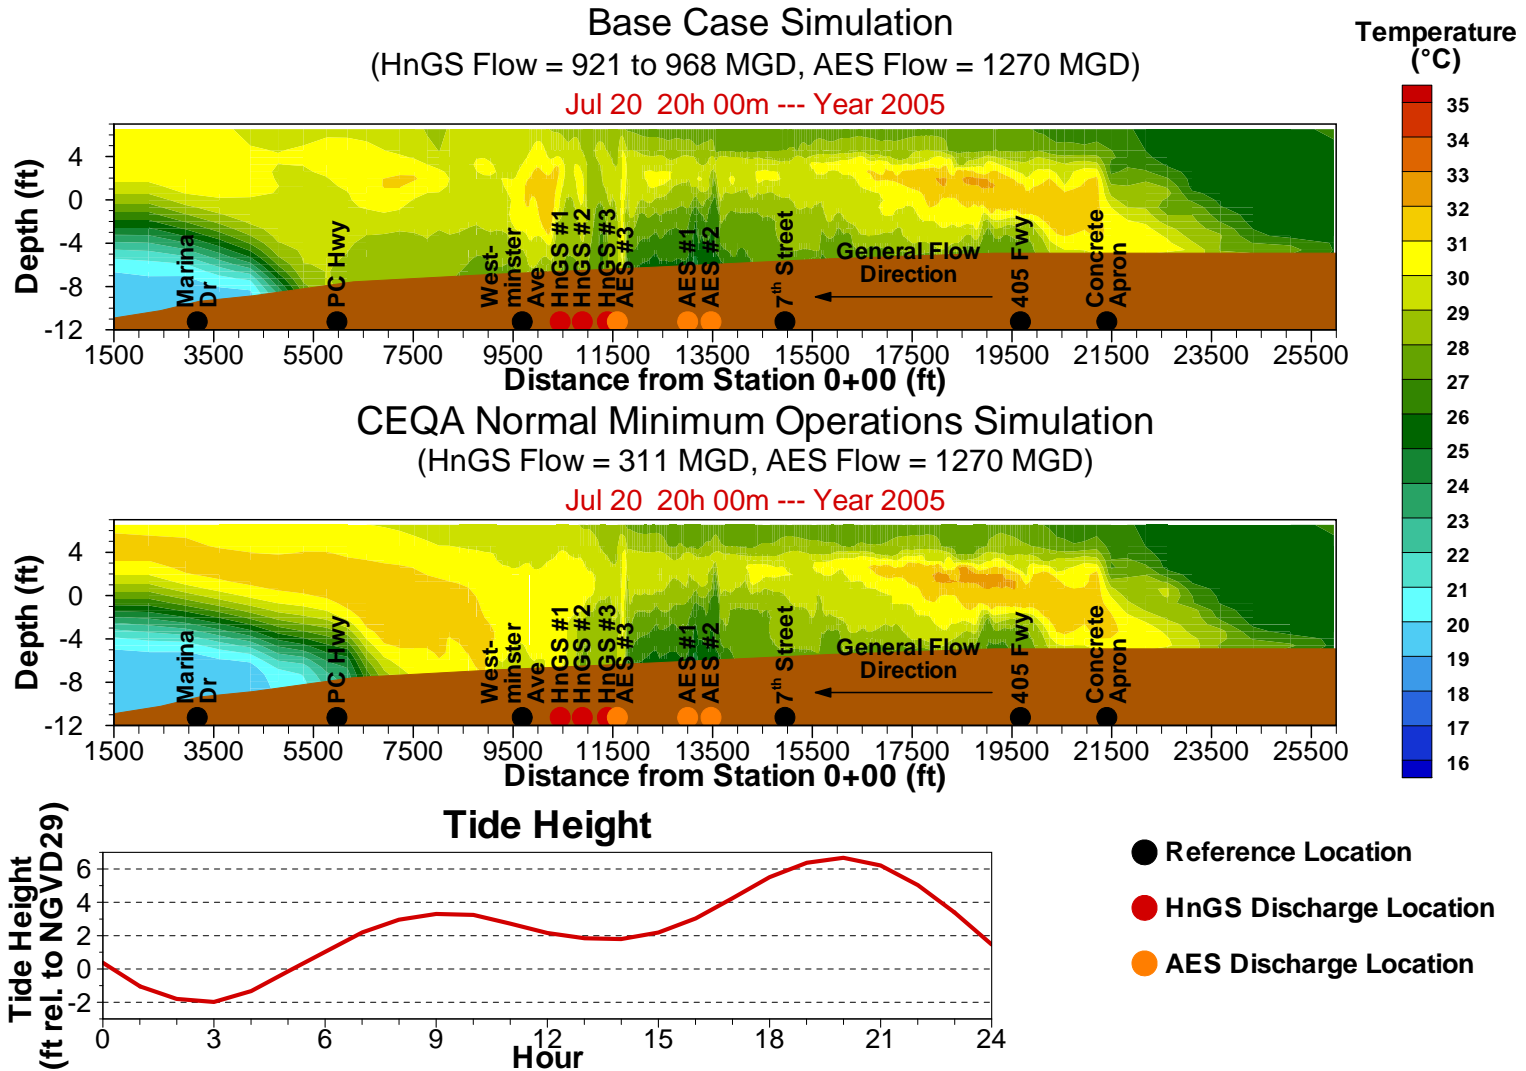 Base Case Simulation
(HnGS Flow = 921 to 968 MGD, AES Flow = 1270 MGD)
Jul 20 20h 00m --- Year 2005
Temperature
(°C)
Depth (ft)
4
0
-4
-8
-12
Marina
Dr
PC Hwy
West-
minster
Ave
HnGS #1
HnGS #2
HnGS #3
AES #3
AES #1
AES #2
7th Street
General Flow
Direction
405 Fwy
Concrete
Apron
1500 3500 5500 7500 9500 11500 13500 15500 17500 19500 21500 23500 25500
Distance from Station 0+00 (ft)
35
34
33
32
31
30
29
28
27
26
25
24
23
22
21
20
19
18
17
16
CEQA Normal Minimum Operations Simulation
(HnGS Flow = 311 MGD, AES Flow = 1270 MGD)
Jul 20 20h 00m --- Year 2005
Depth (ft)
4
0
-4
-8
-12
Marina
Dr
PC Hwy
West-
minster
Ave
HnGS #1
HnGS #2
HnGS #3
AES #3
AES #1
AES #2
7th Street
General Flow
Direction
405 Fwy
Concrete
Apron
1500 3500 5500 7500 9500 11500 13500 15500 17500 19500 21500 23500 25500
Distance from Station 0+00 (ft)
Tide Height
Tide Height
(ft rel. to NGVD29)
6
4
2
0
-2
0 3 6 9 12 15 18 21 24
Hour
Reference Location
HnGS Discharge Location
AES Discharge Location